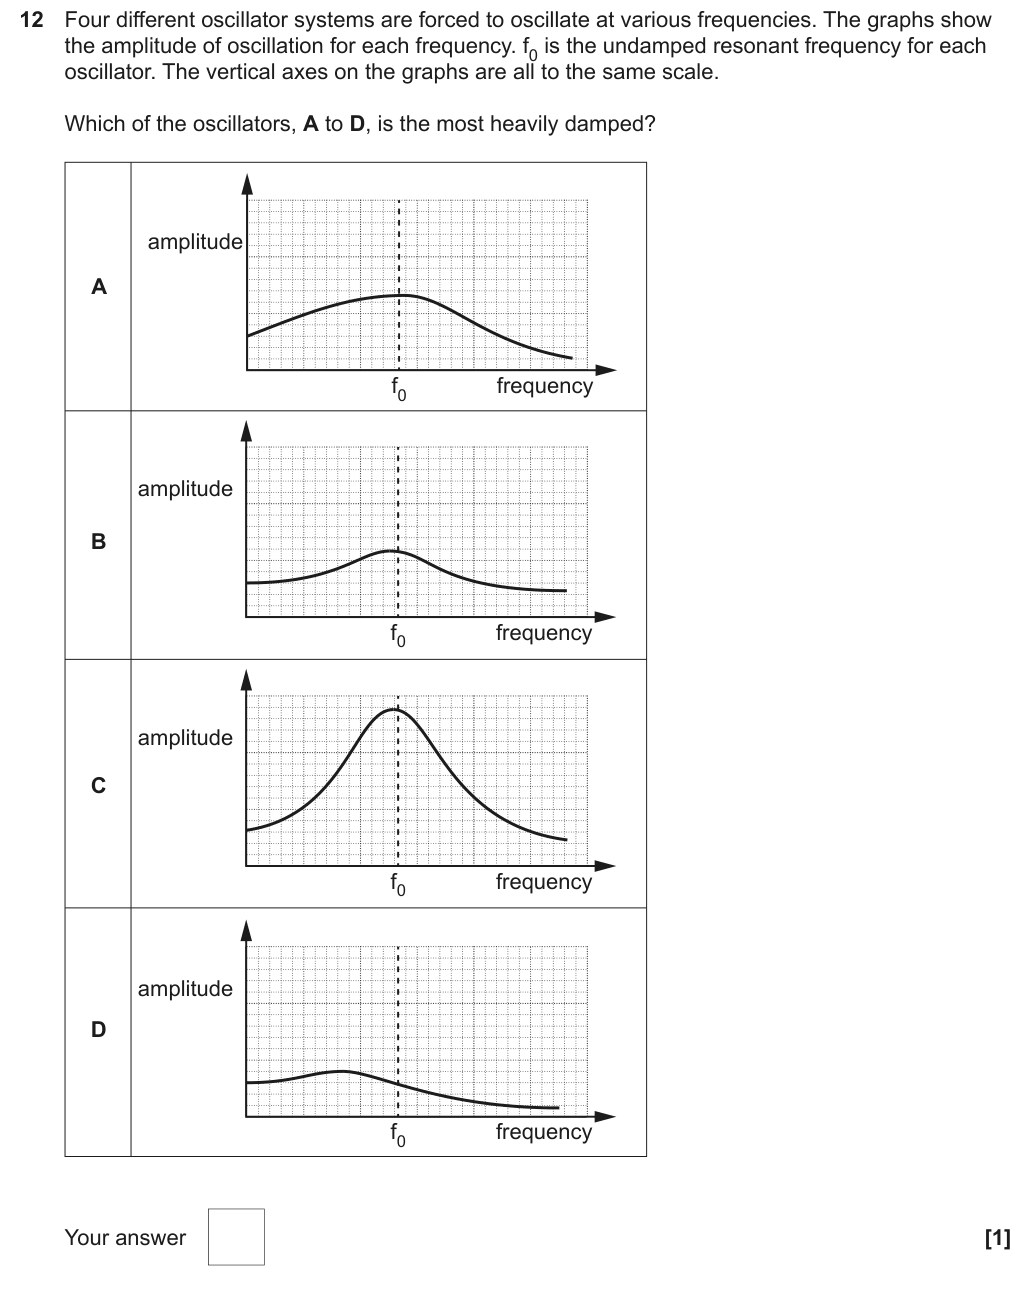 12 Four different oscillator systems are forced to oscillate at various frequencies. The graphs show
the amplitude of oscillation for each frequency. f0 is the undamped resonant frequency for each
oscillator. The vertical axes on the graphs are all to the same scale.
Which of the oscillators, A to D, is the most heavily damped?
amplitude
A
f0 frequency
amplitude
B
f0 frequency
amplitude
C
f0 frequency
amplitude
D
f0 frequency
Your answer [1]